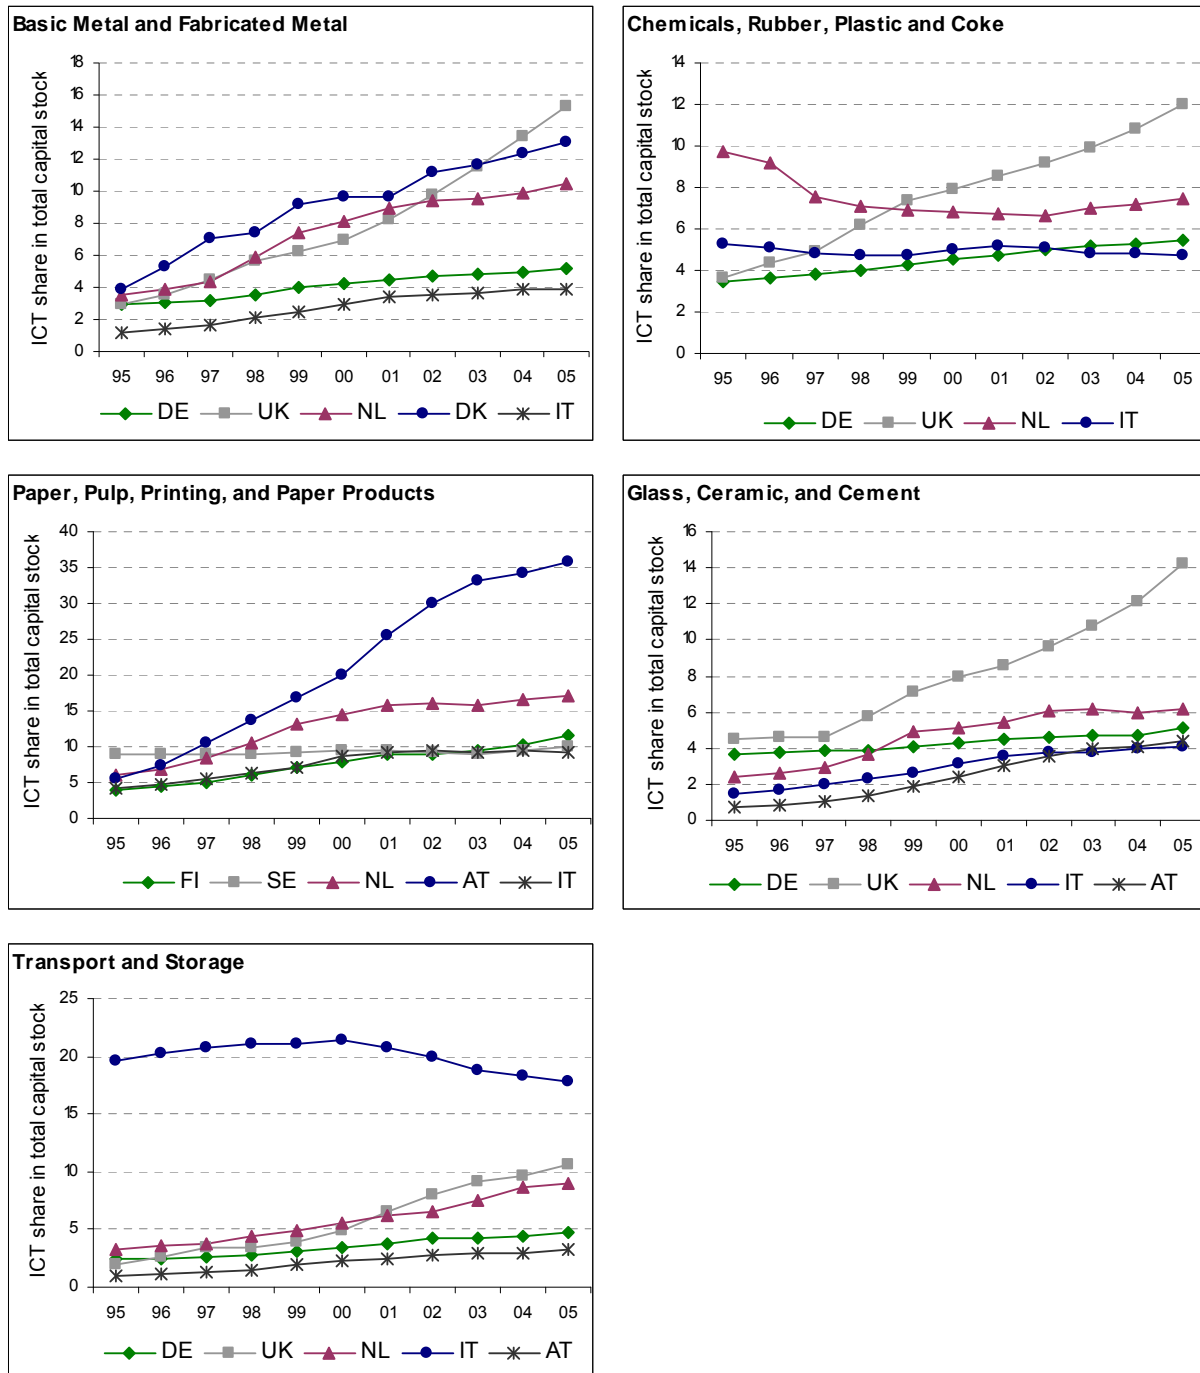 Basic Metal and Fabricated Metal
ICT share in total capital stock
18
16
14
12
10
8
6
4
2
0
95 96 97 98 99 00 01 02 03 04 05
DE UK NL DK IT
Chemicals, Rubber, Plastic and Coke
ICT share in total capital stock
14
12
10
8
6
4
2
0
95 96 97 98 99 00 01 02 03 04 05
DE UK NL IT
Paper, Pulp, Printing, and Paper Products
ICT share in total capital stock
40
35
30
25
20
15
10
5
0
95 96 97 98 99 00 01 02 03 04 05
FI SE NL AT IT
Glass, Ceramic, and Cement
ICT share in total capital stock
16
14
12
10
8
6
4
2
0
95 96 97 98 99 00 01 02 03 04 05
DE UK NL IT AT
Transport and Storage
ICT share in total capital stock
25
20
15
10
5
0
95 96 97 98 99 00 01 02 03 04 05
DE UK NL IT AT